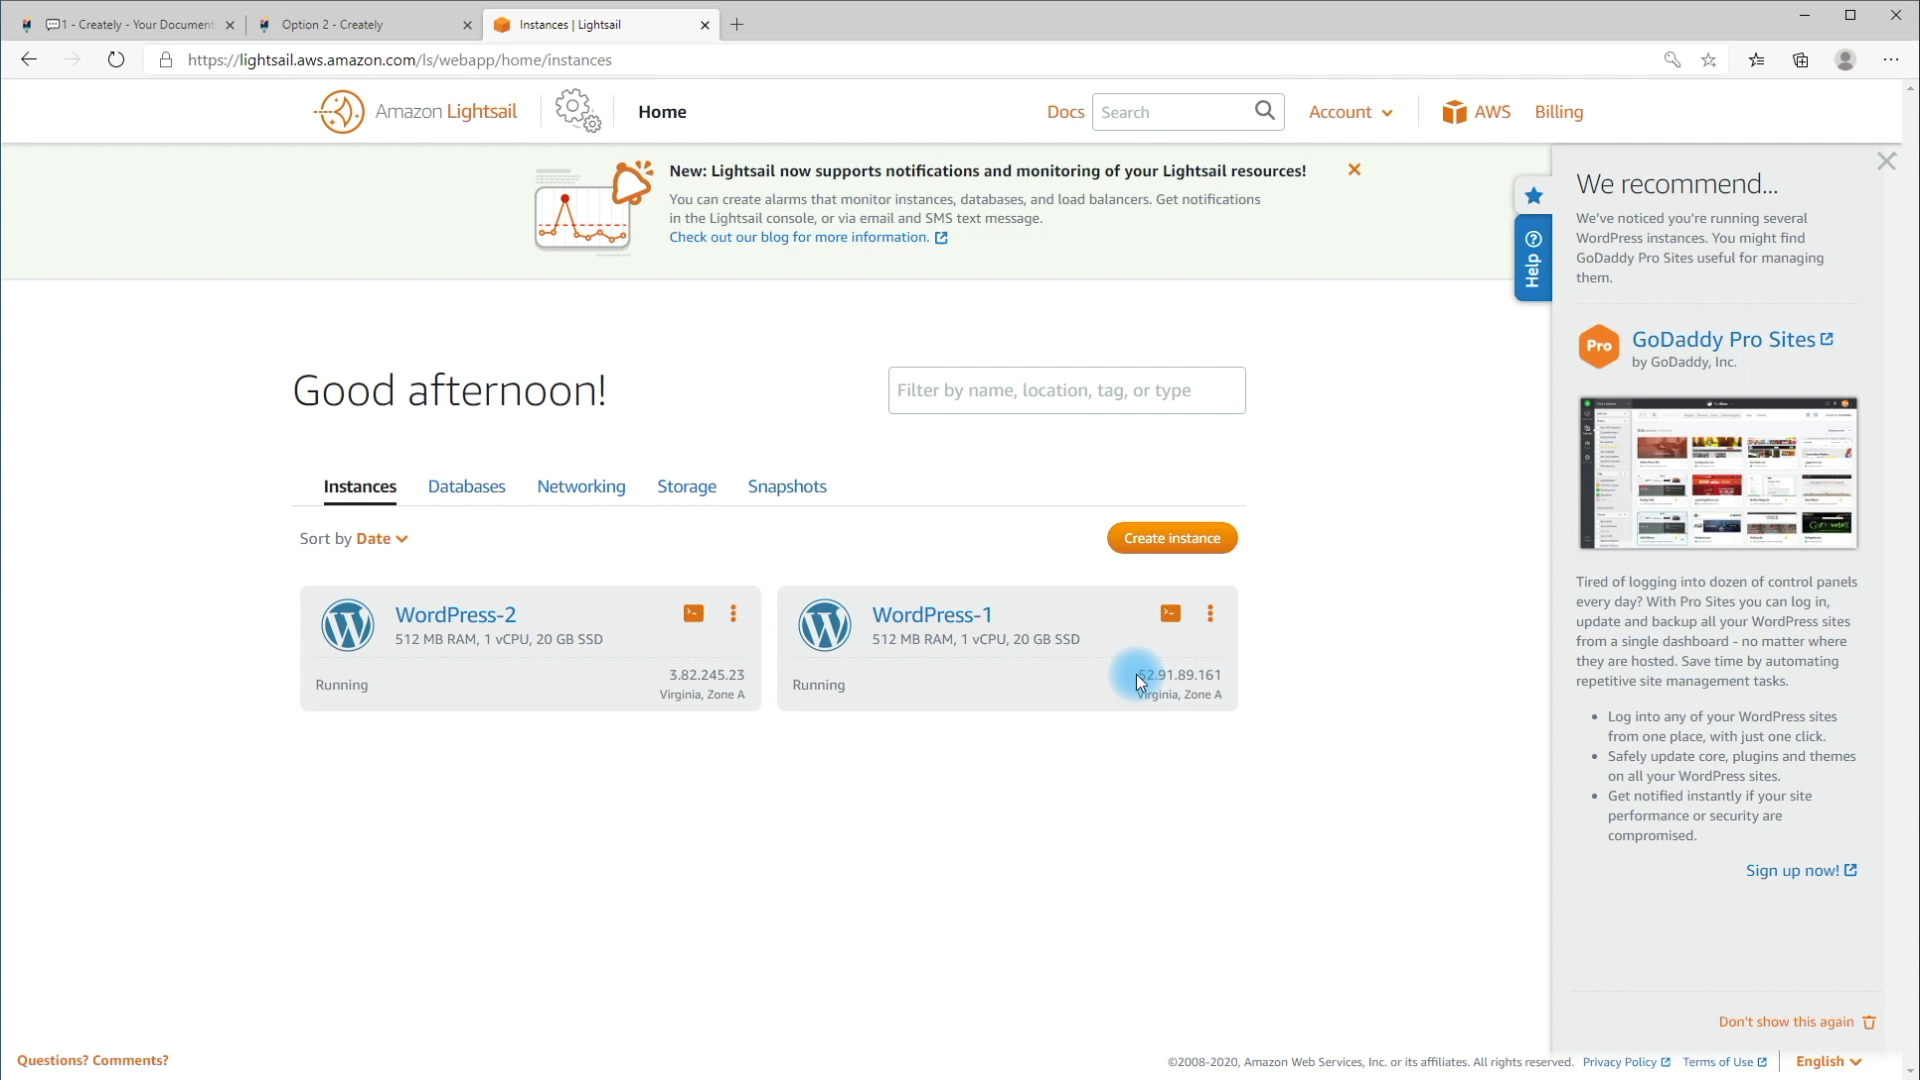 1 - Creately - Your Document
Option 2 - Creately
Instances | Lightsail
https://lightsail.aws.amazon.com/ls/webapp/home/instances
Amazon Lightsail
Home
Docs
Search
Account
AWS
Billing
New: Lightsail now supports notifications and monitoring of your Lightsail resources!
You can create alarms that monitor instances, databases, and load balancers. Get notifications
in the Lightsail console, or via email and SMS text message.
Check out our blog for more information.
Help
Good afternoon!
Filter by name, location, tag, or type
Instances
Databases
Networking
Storage
Snapshots
Sort by Date
Create instance
WordPress-2
512 MB RAM, 1 vCPU, 20 GB SSD
Running
3.82.245.23
Virginia, Zone A
WordPress-1
512 MB RAM, 1 vCPU, 20 GB SSD
Running
52.91.89.161
Virginia, Zone A
We recommend...
We've noticed you're running several
WordPress instances. You might find
GoDaddy Pro Sites useful for managing
them.
Pro
GoDaddy Pro Sites
by GoDaddy, Inc.
Tired of logging into dozen of control panels
every day? With Pro Sites you can log in,
update and backup all your WordPress sites
from a single dashboard - no matter where
they are hosted. Save time by automating
repetitive site management tasks.
• Log into any of your WordPress sites
from one place, with just one click.
• Safely update core, plugins and themes
on all your WordPress sites.
• Get notified instantly if your site
performance or security are
compromised.
Sign up now!
Don't show this again
Questions? Comments?
©2008-2020, Amazon Web Services, Inc. or its affiliates. All rights reserved.
Privacy Policy
Terms of Use
English